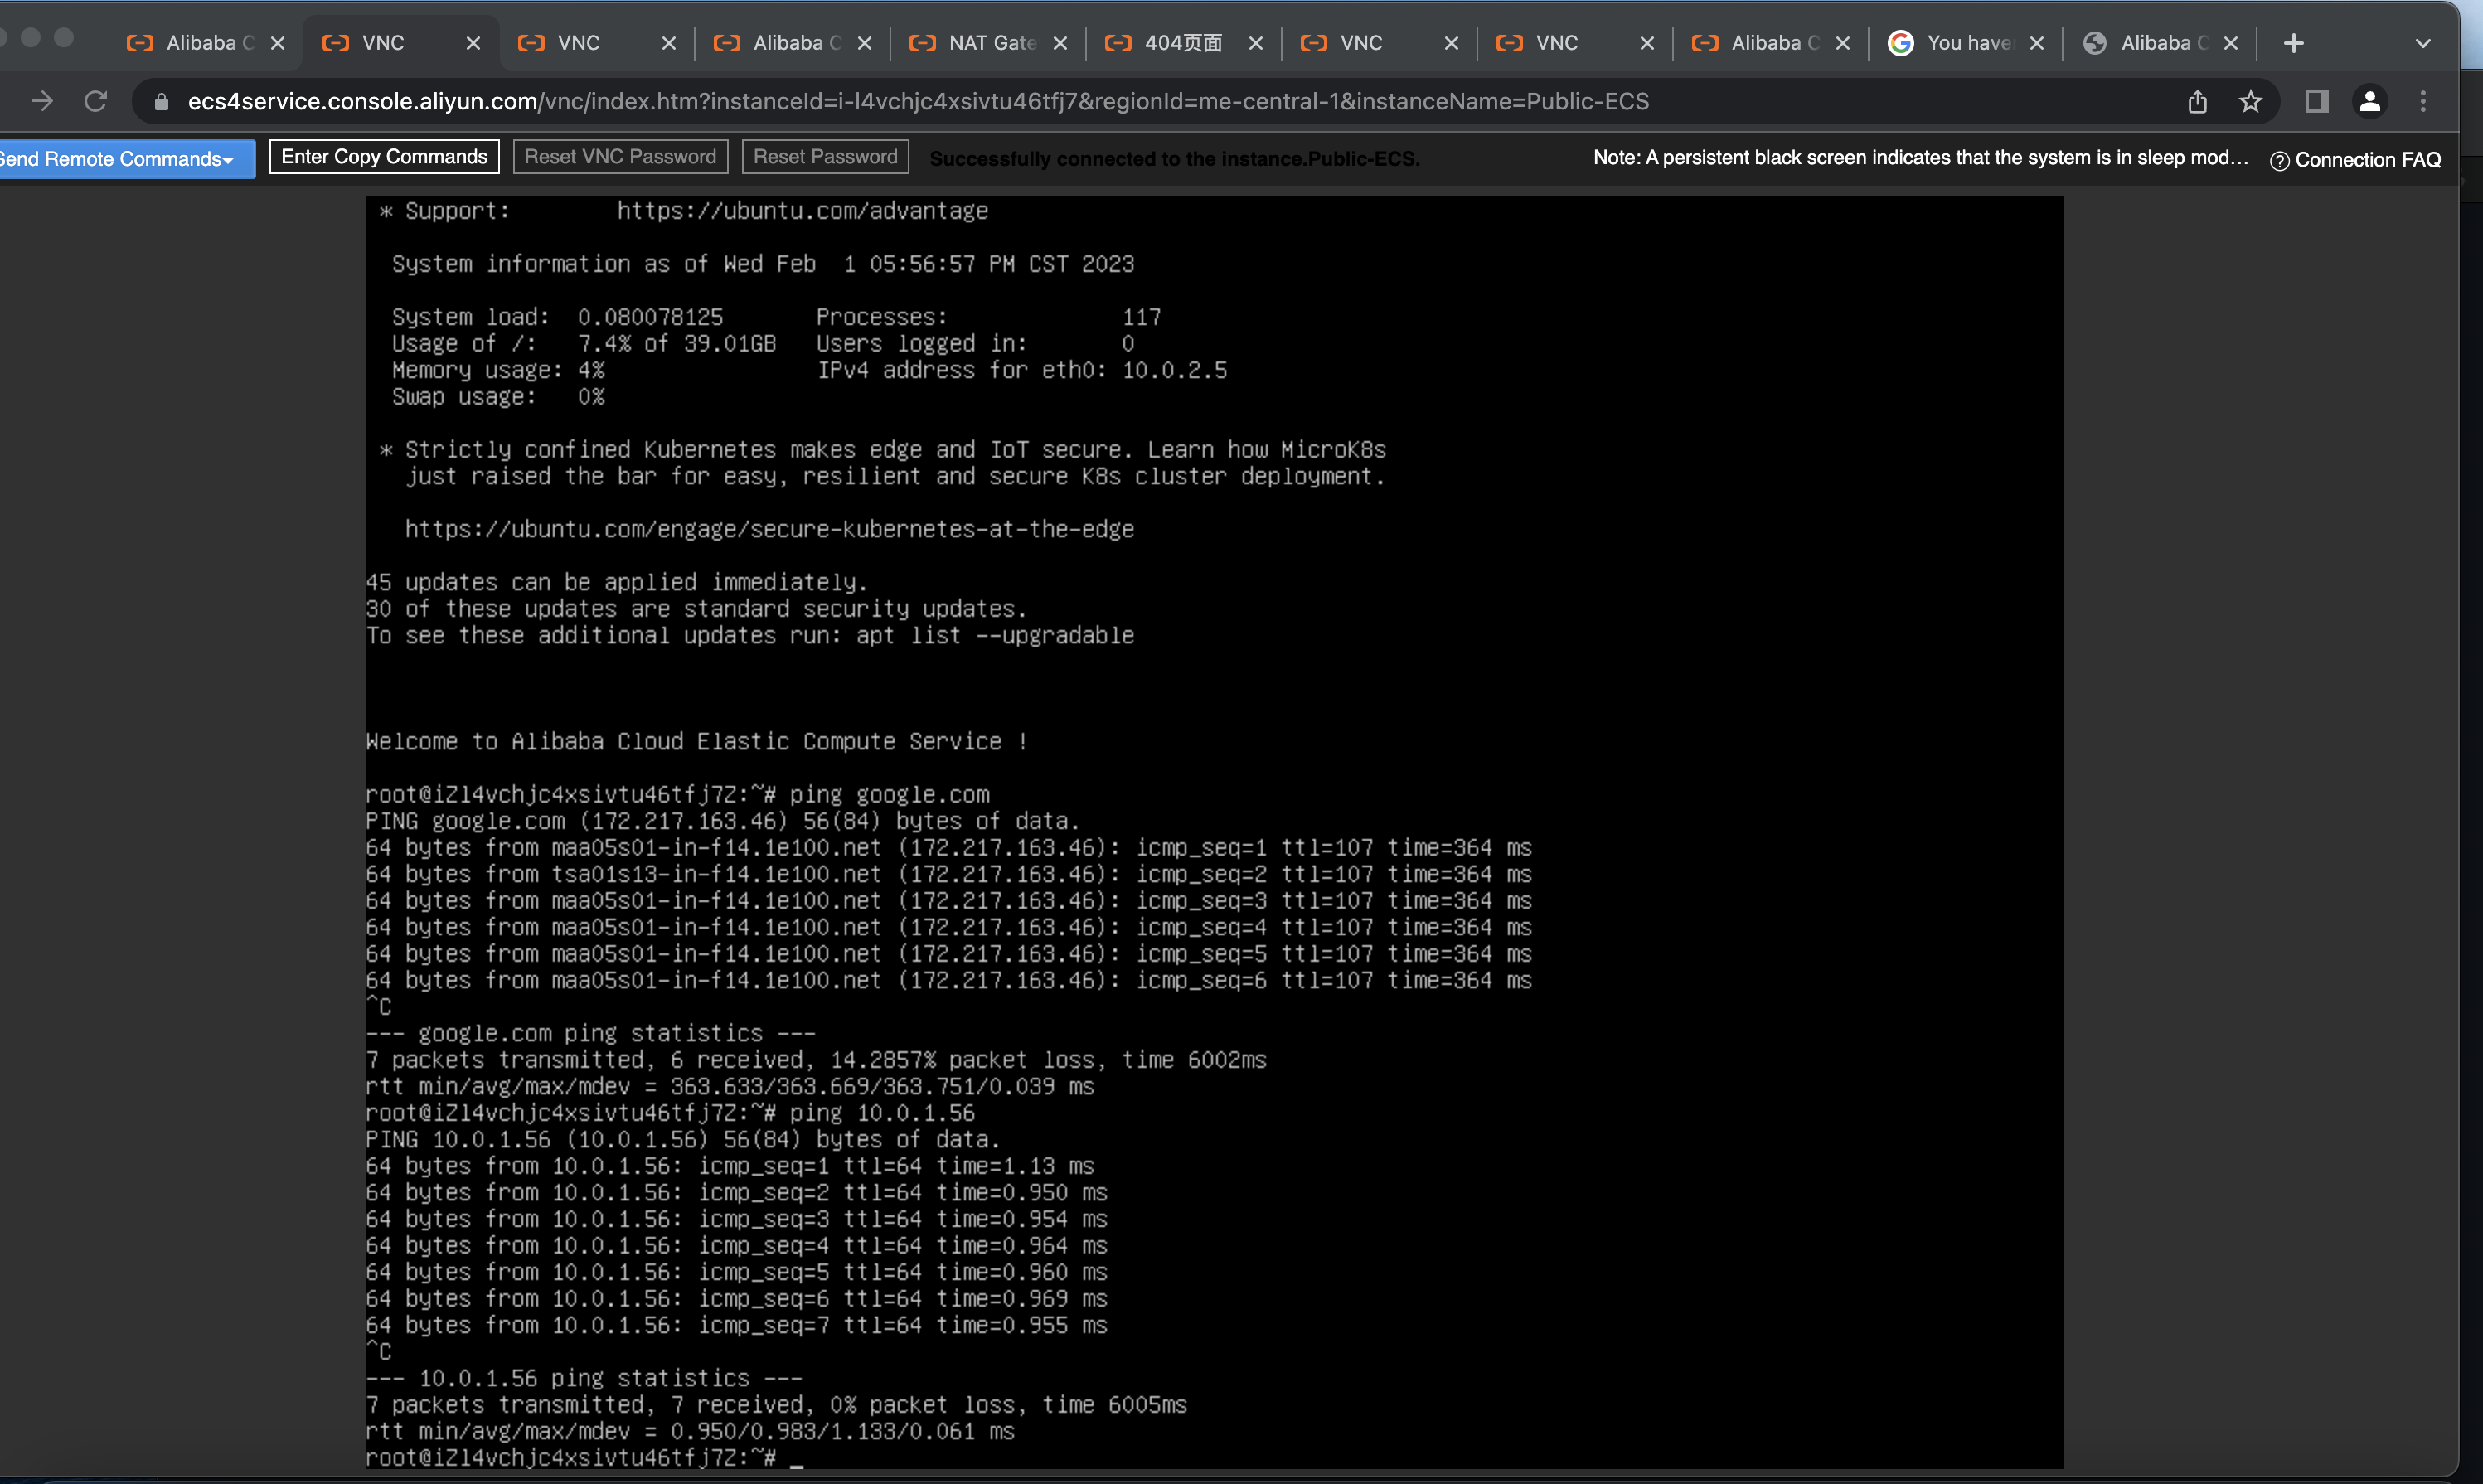 Alibaba C
VNC
VNC
Alibaba C
NAT Gate
404页面
VNC
VNC
Alibaba C
You have
Alibaba C
ecs4service.console.aliyun.com/vnc/index.htm?instanceId=i-l4vchjc4xsivtu46tfj7&regionId=me-central-1&instanceName=Public-ECS
Send Remote Commands
Enter Copy Commands
Reset VNC Password
Reset Password
Successfully connected to the instance.Public-ECS.
Note: A persistent black screen indicates that the system is in sleep mod...
Connection FAQ
* Support:        https://ubuntu.com/advantage
System information as of Wed Feb  1 05:56:57 PM CST 2023
System load:  0.080078125       Processes:             117
Usage of /:   7.4% of 39.01GB   Users logged in:       0
Memory usage: 4%                IPv4 address for eth0: 10.0.2.5
Swap usage:   0%
* Strictly confined Kubernetes makes edge and IoT secure. Learn how MicroK8s
just raised the bar for easy, resilient and secure K8s cluster deployment.
https://ubuntu.com/engage/secure-kubernetes-at-the-edge
45 updates can be applied immediately.
30 of these updates are standard security updates.
To see these additional updates run: apt list --upgradable
Welcome to Alibaba Cloud Elastic Compute Service !
root@iZl4vchjc4xsivtu46tfj7Z:~# ping google.com
PING google.com (172.217.163.46) 56(84) bytes of data.
64 bytes from maa05s01-in-f14.1e100.net (172.217.163.46): icmp_seq=1 ttl=107 time=364 ms
64 bytes from tsa01s13-in-f14.1e100.net (172.217.163.46): icmp_seq=2 ttl=107 time=364 ms
64 bytes from maa05s01-in-f14.1e100.net (172.217.163.46): icmp_seq=3 ttl=107 time=364 ms
64 bytes from maa05s01-in-f14.1e100.net (172.217.163.46): icmp_seq=4 ttl=107 time=364 ms
64 bytes from maa05s01-in-f14.1e100.net (172.217.163.46): icmp_seq=5 ttl=107 time=364 ms
64 bytes from maa05s01-in-f14.1e100.net (172.217.163.46): icmp_seq=6 ttl=107 time=364 ms
^C
--- google.com ping statistics ---
7 packets transmitted, 6 received, 14.2857% packet loss, time 6002ms
rtt min/avg/max/mdev = 363.633/363.669/363.751/0.039 ms
root@iZl4vchjc4xsivtu46tfj7Z:~# ping 10.0.1.56
PING 10.0.1.56 (10.0.1.56) 56(84) bytes of data.
64 bytes from 10.0.1.56: icmp_seq=1 ttl=64 time=1.13 ms
64 bytes from 10.0.1.56: icmp_seq=2 ttl=64 time=0.950 ms
64 bytes from 10.0.1.56: icmp_seq=3 ttl=64 time=0.954 ms
64 bytes from 10.0.1.56: icmp_seq=4 ttl=64 time=0.964 ms
64 bytes from 10.0.1.56: icmp_seq=5 ttl=64 time=0.960 ms
64 bytes from 10.0.1.56: icmp_seq=6 ttl=64 time=0.969 ms
64 bytes from 10.0.1.56: icmp_seq=7 ttl=64 time=0.955 ms
^C
--- 10.0.1.56 ping statistics ---
7 packets transmitted, 7 received, 0% packet loss, time 6005ms
rtt min/avg/max/mdev = 0.950/0.983/1.133/0.061 ms
root@iZl4vchjc4xsivtu46tfj7Z:~# _